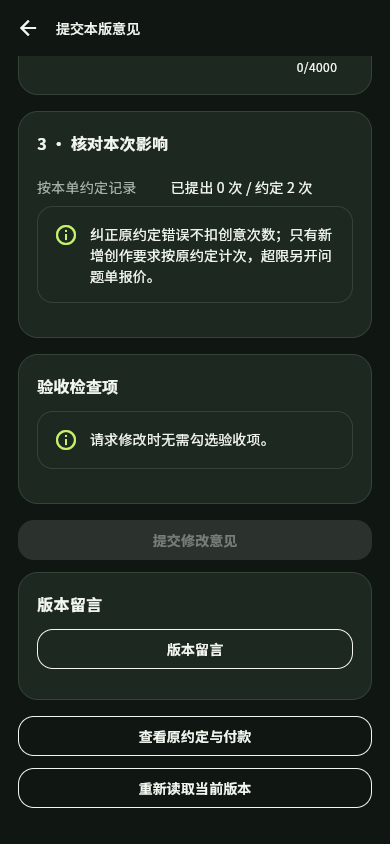 提交本版意见
0/4000
3 · 核对本次影响
按本单约定记录 已提出 0 次 / 约定 2 次
纠正原约定错误不扣创意次数；只有新
增创作要求按原约定计次，超限另开问
题单报价。
验收检查项
请求修改时无需勾选验收项。
提交修改意见
版本留言
版本留言
查看原约定与付款
重新读取当前版本